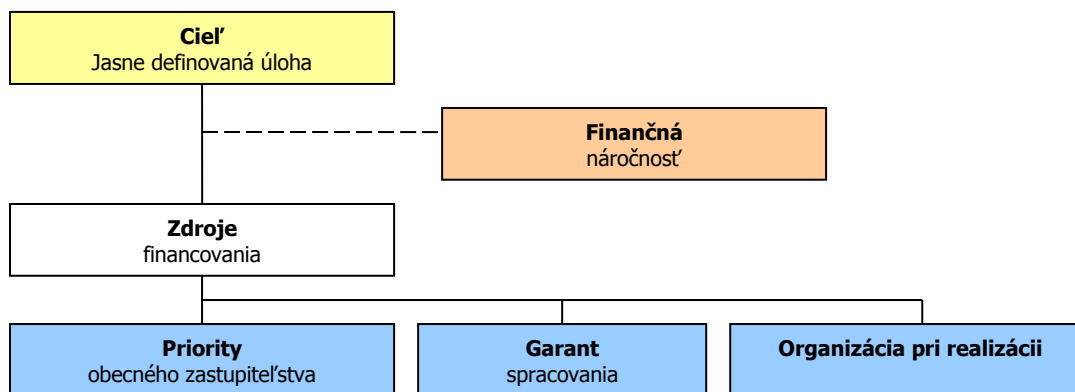 Cieľ
Jasne definovaná úloha
Finančná
náročnosť
Zdroje
financovania
Priority
obecného zastupiteľstva
Garant
spracovania
Organizácia pri realizácii